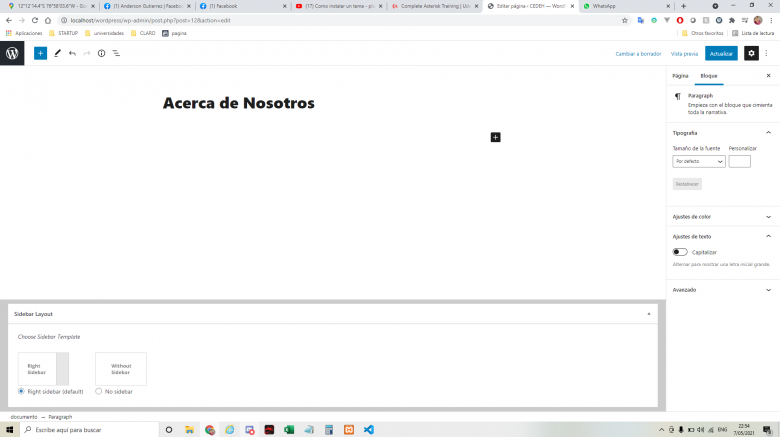 12°12'14.4"S 76°56'03.6"W - G
(1) Anderson Gutierrez | Facebook
(1) Facebook
(17) Como instalar un tema - pl
Complete Asterisk Training | Ud
Editar página ‹ CEDEH — Word
WhatsApp
localhost/wordpress/wp-admin/post.php?post=12&action=edit
Aplicaciones STARTUP universidades CLARO pagina Otros favoritos Lista de lectura
Cambiar a borrador Vista previa Actualizar
Página Bloque
Acerca de Nosotros
Paragraph
Empieza con el bloque que cimienta
toda la narrativa.
Tipografía
Tamaño de la fuente Personalizar
Por defecto
Restablecer
Ajustes de color
Ajustes de texto
Capitalizar
Alternar para mostrar una letra inicial grande.
Avanzado
Sidebar Layout
Choose Sidebar Template
Right
Sidebar
Without
Sidebar
Right sidebar (default) No sidebar
documento → Paragraph
Escribe aquí para buscar
ENG
22:54
7/05/2021